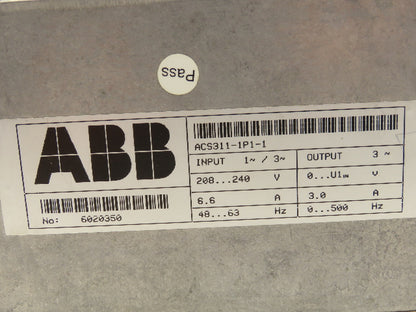 Pass
ABB
ACS311-1P1-1
INPUT 1~ / 3~ OUTPUT 3 ~
208...240 V 0...U1IN V
6.6 A 3.0 A
48...63 Hz 0...500 Hz
No: 6020350